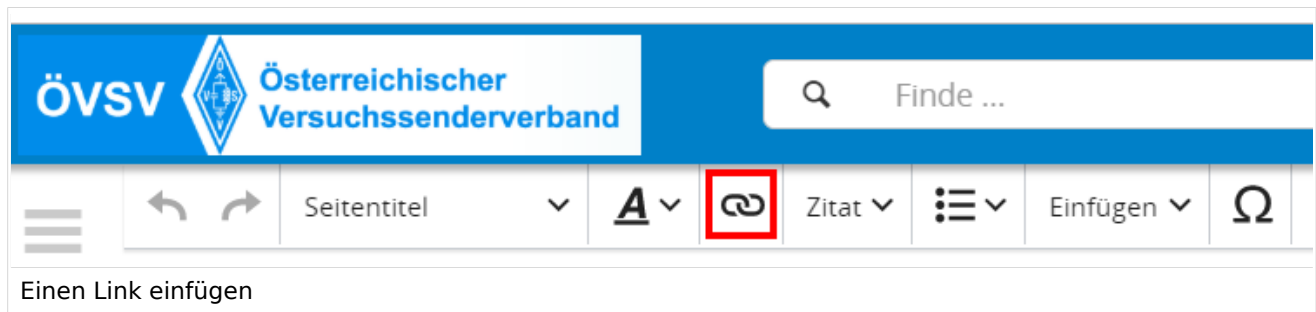 ÖVSV
Österreichischer
Versuchssenderverband
Finde ...
Seitentitel A Zitat Einfügen Ω
Einen Link einfügen